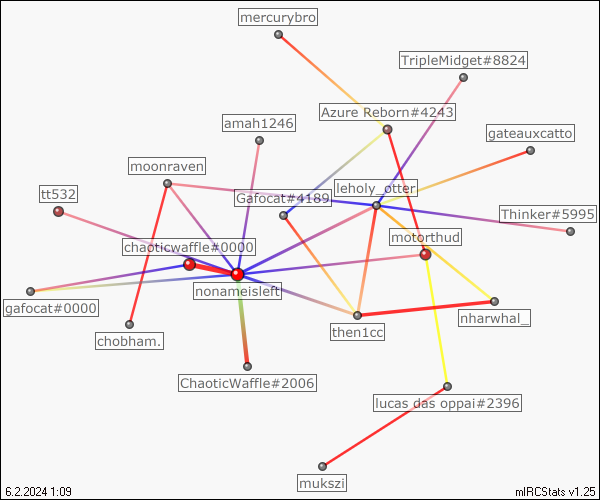 mercurybro
TripleMidget#8824
Azure Reborn#4243
amah1246
gateauxcatto
moonraven
leholy_otter
tt532
Gafocat#4189
Thinker#5995
motorthud
chaoticwaffle#0000
nonameisleft
gafocat#0000
nharwhal_
then1cc
chobham.
ChaoticWaffle#2006
lucas das oppai#2396
mukszi
6.2.2024 1:09
mIRCStats v1.25